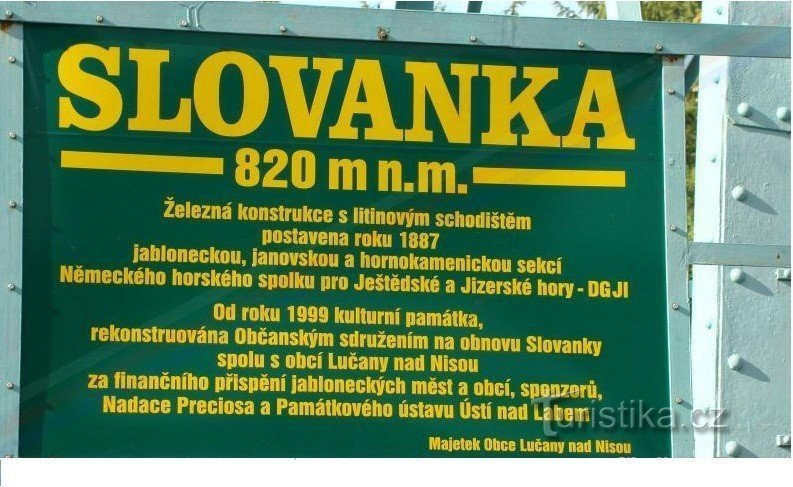 SLOVANKA
820 m n.m.
Železná konstrukce s litinovým schodištěm
postavena roku 1887
jabloneckou, janovskou a hornokamenickou sekcí
Německého horského spolku pro Ještědské a Jizerské hory - DGJI
Od roku 1999 kulturní památka,
rekonstruována Občanským sdružením na obnovu Slovanky
spolu s obcí Lučany nad Nisou
za finančního přispění jabloneckých měst a obcí, sponzorů,
Nadace Preciosa a Památkového ústavu Ústí nad Labem
Turistika.cz
Majetek Obce Lučany nad Nisou